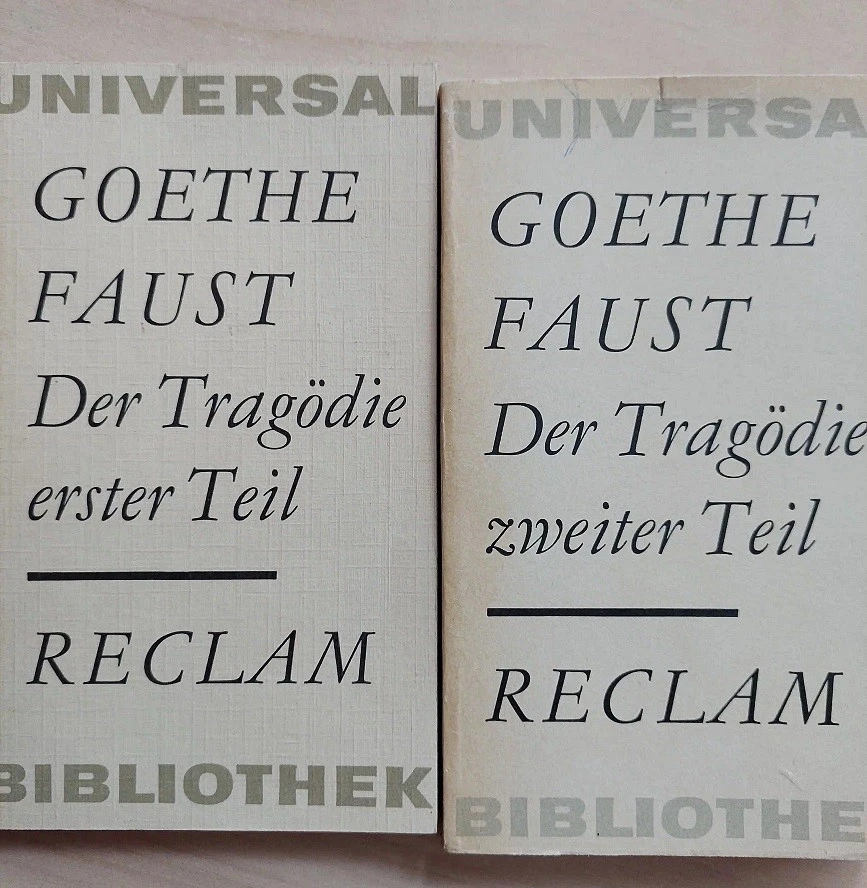 UNIVERSAL
GOETHE
FAUST
Der Tragödie
erster Teil
RECLAM
BIBLIOTHEK
UNIVERSA
GOETHE
FAUST
Der Tragödie
zweiter Teil
RECLAM
BIBLIOTHE